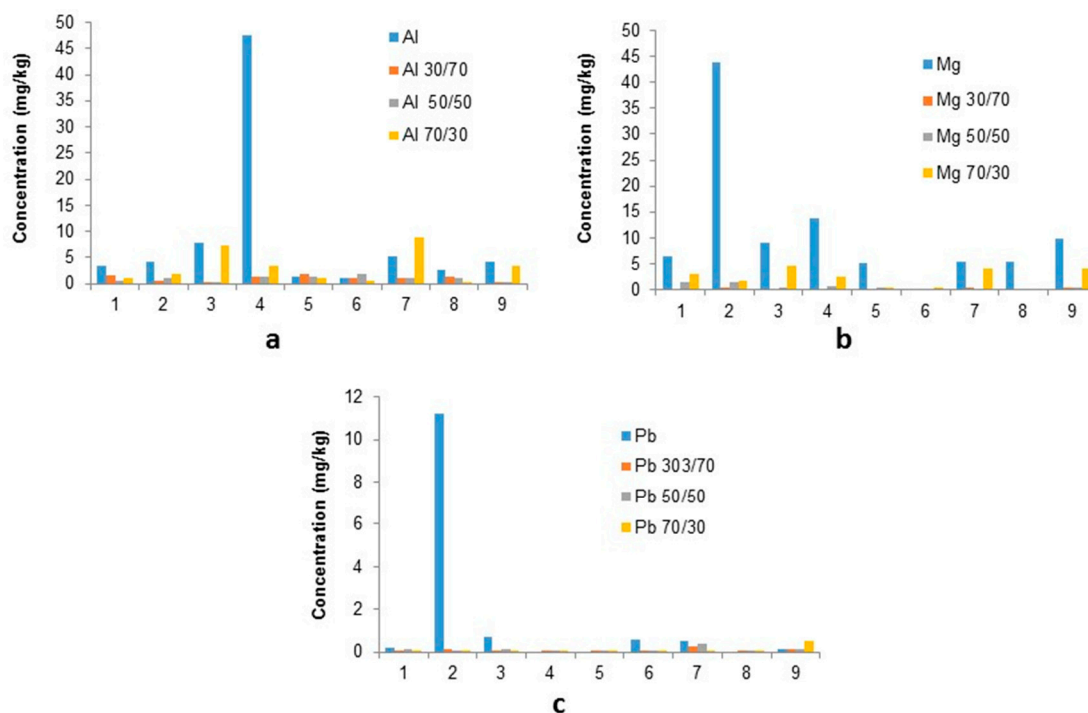 50
45
40
35
30
25
20
15
10
5
0
Concentration (mg/kg)
Al
Al 30/70
Al 50/50
Al 70/30
1 2 3 4 5 6 7 8 9
a
50
45
40
35
30
25
20
15
10
5
0
Concentration (mg/kg)
Mg
Mg 30/70
Mg 50/50
Mg 70/30
1 2 3 4 5 6 7 8 9
b
12
10
8
6
4
2
0
Concentration (mg/kg)
Pb
Pb 303/70
Pb 50/50
Pb 70/30
1 2 3 4 5 6 7 8 9
c